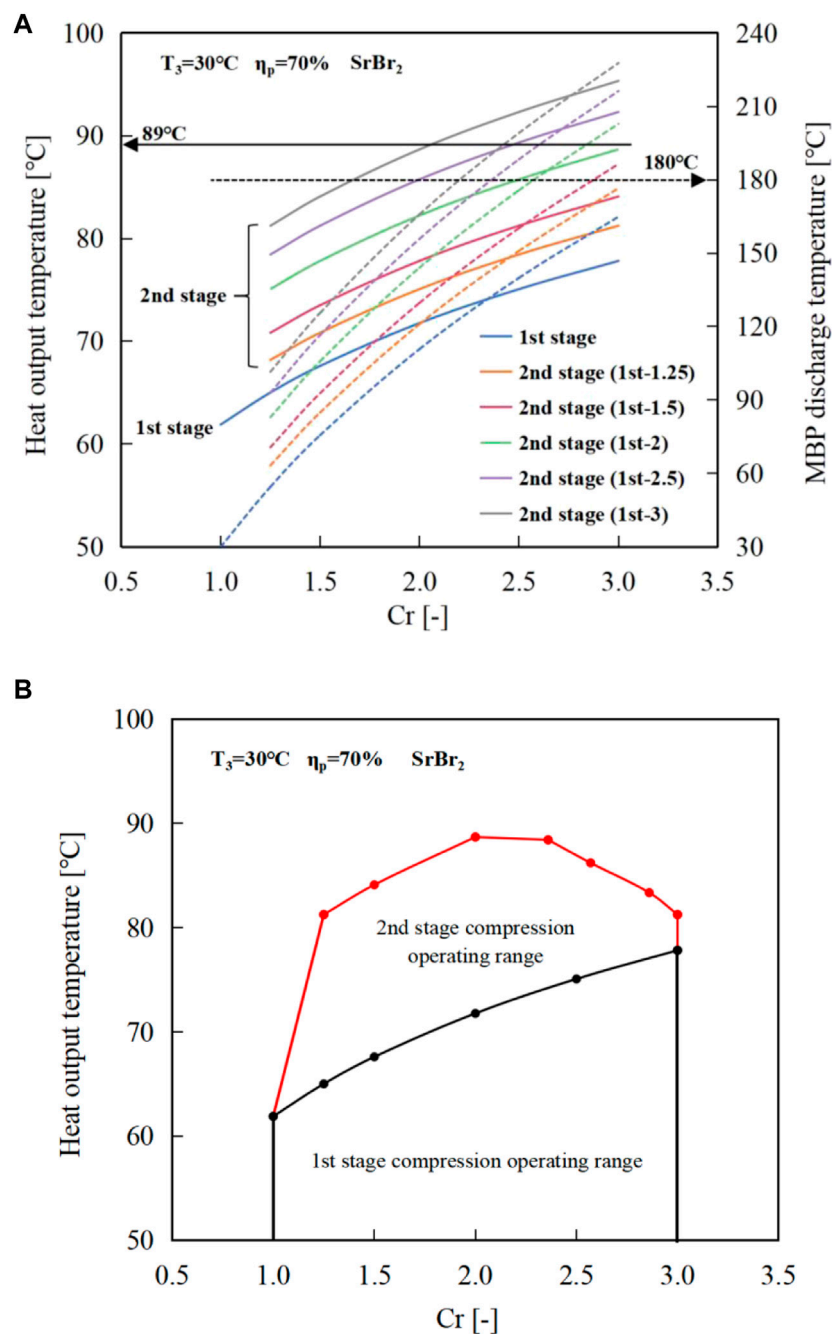 A
T₃=30℃ ηₚ=70% SrBr₂
100
90
80
70
60
50
Heat output temperature [℃]
240
210
180
150
120
90
60
30
MBP discharge temperature [℃]
89℃
180℃
2nd stage
1st stage
1st stage
2nd stage (1st-1.25)
2nd stage (1st-1.5)
2nd stage (1st-2)
2nd stage (1st-2.5)
2nd stage (1st-3)
0.5 1.0 1.5 2.0 2.5 3.0 3.5
Cr [-]
B
T₃=30℃ ηₚ=70% SrBr₂
100
90
80
70
60
50
Heat output temperature [℃]
2nd stage compression
operating range
1st stage compression operating range
0.5 1.0 1.5 2.0 2.5 3.0 3.5
Cr [-]